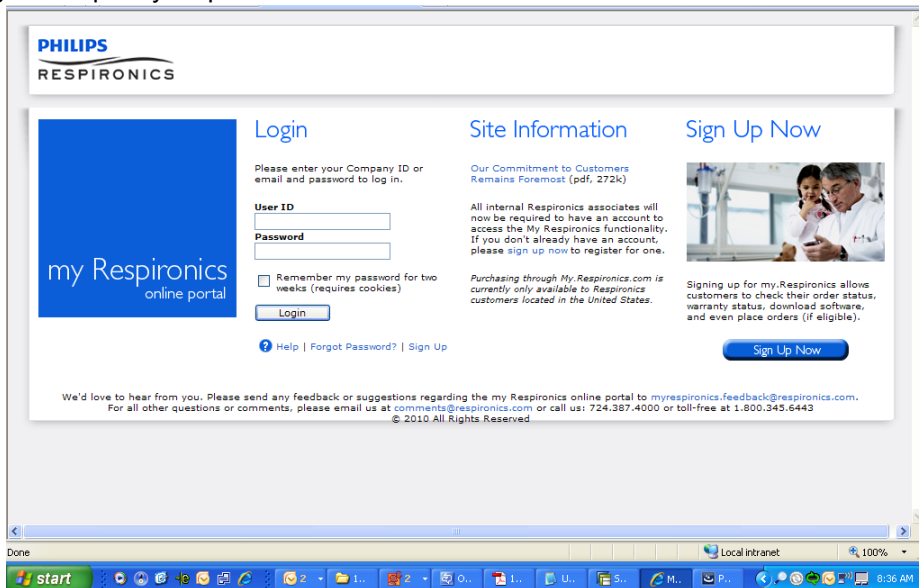 PHILIPS
RESPIRONICS
my Respironics
online portal
Login
Please enter your Company ID or
email and password to log in.
User ID
Password
Remember my password for two
weeks (requires cookies)
Login
Help | Forgot Password? | Sign Up
Site Information
Our Commitment to Customers
Remains Foremost (pdf, 272k)
All internal Respironics associates will
now be required to have an account to
access the My Respironics functionality.
If you don't already have an account,
please sign up now to register for one.
Purchasing through My.Respironics.com is
currently only available to Respironics
customers located in the United States.
Sign Up Now
Signing up for my.Respironics allows
customers to check their order status,
warranty status, download software,
and even place orders (if eligible).
Sign Up Now
We'd love to hear from you. Please send any feedback or suggestions regarding the my Respironics online portal to myrespironics.feedback@respironics.com.
For all other questions or comments, please email us at comments@respironics.com or call us: 724.387.4000 or toll-free at 1.800.345.6443
© 2010 All Rights Reserved
Done
Local intranet
100%
start
2
1..
2
O..
1..
U..
S..
M..
P..
8:36 AM